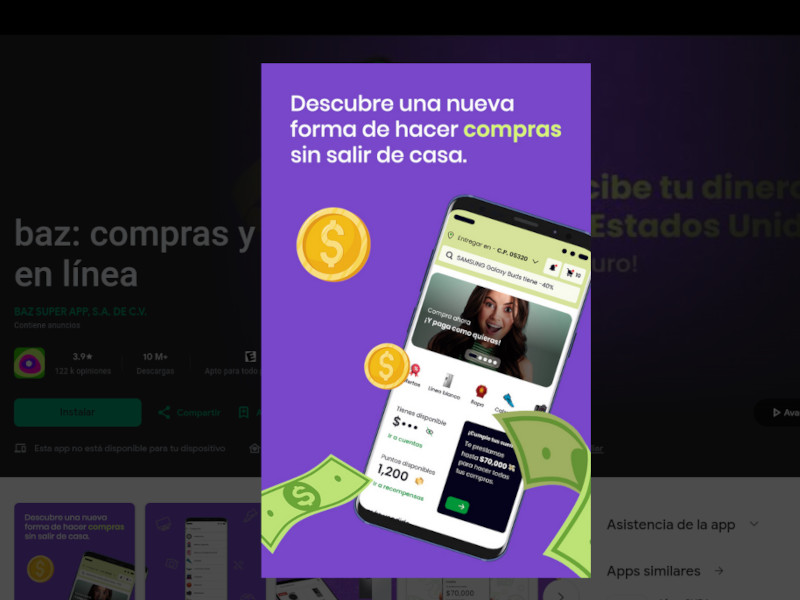 Descubre una nueva
forma de hacer compras
sin salir de casa.
cibe tu dinero
Estados Unid
uro!
baz: compras y
en línea
BAZ SUPER APP, S.A. DE C.V.
Contiene anuncios
3.9★
122 k opiniones
10 M+
Descargas
Apto para todo
Instalar
Compartir
Esta app no está disponible para tu dispositivo
Entregar en - C.P. 05320
SAMSUNG Galaxy Buds tiene -40%
10
Compra ahora
¡Y paga como quieras!
Línea blanca
Ropa
Tienes disponible
$•••
Ir a cuentas
Puntos disponibles
1,200
Ir a recompensas
¡Cumple tus
Te prestamos
hasta $70,000
para hacer todas
tus compras.
Descubre una nueva
forma de hacer compras
sin salir de casa.
$70,000
Asistencia de la app
Apps similares